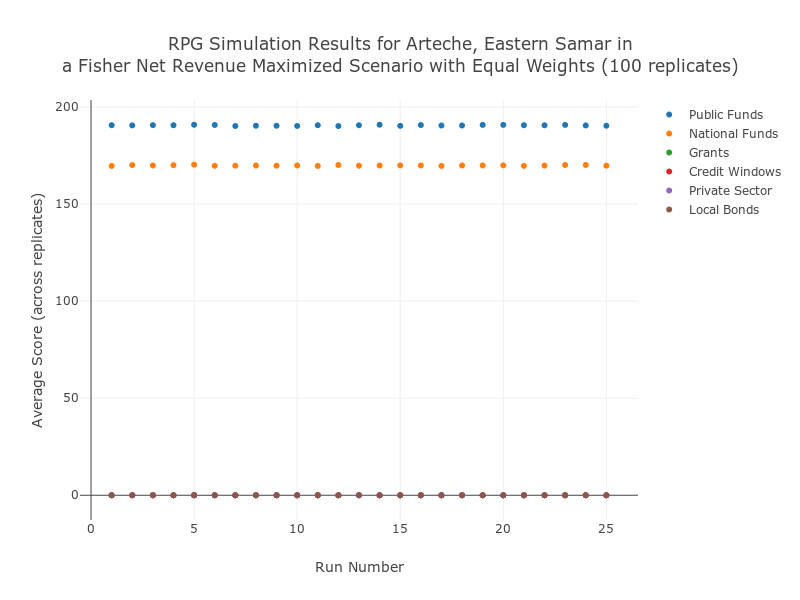 RPG Simulation Results for Arteche, Eastern Samar in
a Fisher Net Revenue Maximized Scenario with Equal Weights (100 replicates)
Public Funds
National Funds
Grants
Credit Windows
Private Sector
Local Bonds
Average Score (across replicates)
200
150
100
50
0
0 5 10 15 20 25
Run Number